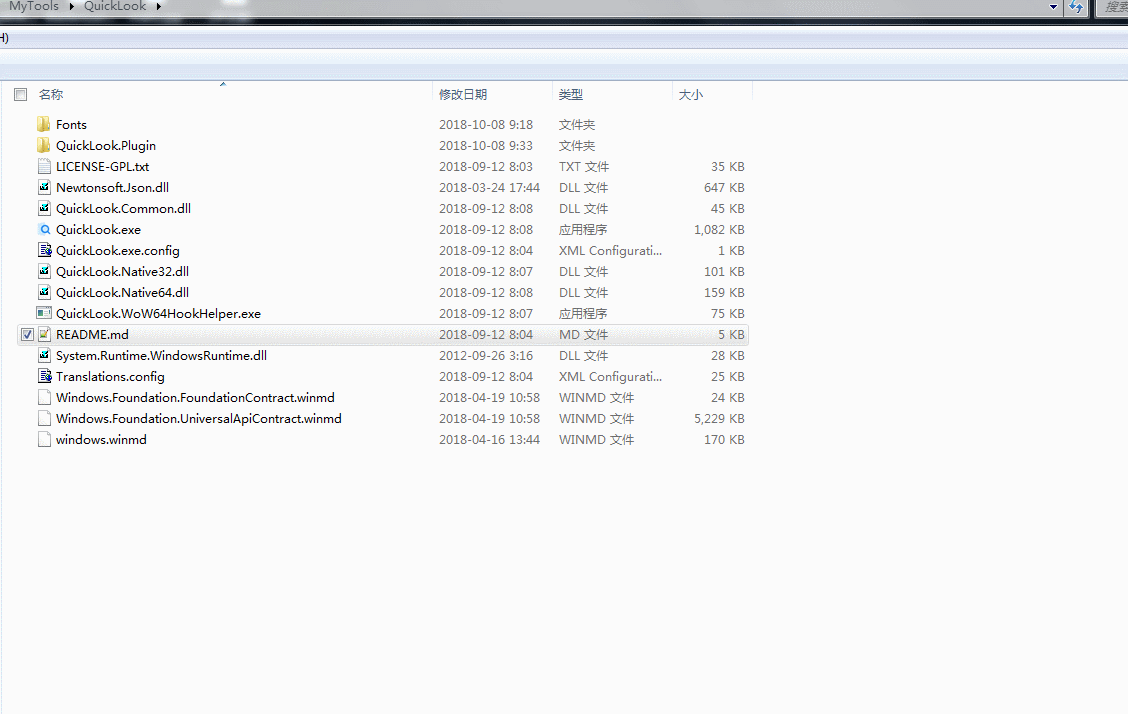 MyTools ▸ QuickLook ▸
H)
名称 修改日期 类型 大小
Fonts 2018-10-08 9:18 文件夹
QuickLook.Plugin 2018-10-08 9:33 文件夹
LICENSE-GPL.txt 2018-09-12 8:03 TXT 文件 35 KB
Newtonsoft.Json.dll 2018-03-24 17:44 DLL 文件 647 KB
QuickLook.Common.dll 2018-09-12 8:08 DLL 文件 45 KB
QuickLook.exe 2018-09-12 8:08 应用程序 1,082 KB
QuickLook.exe.config 2018-09-12 8:04 XML Configurati... 1 KB
QuickLook.Native32.dll 2018-09-12 8:07 DLL 文件 101 KB
QuickLook.Native64.dll 2018-09-12 8:08 DLL 文件 159 KB
QuickLook.WoW64HookHelper.exe 2018-09-12 8:07 应用程序 75 KB
README.md 2018-09-12 8:04 MD 文件 5 KB
System.Runtime.WindowsRuntime.dll 2012-09-26 3:16 DLL 文件 28 KB
Translations.config 2018-09-12 8:04 XML Configurati... 25 KB
Windows.Foundation.FoundationContract.winmd 2018-04-19 10:58 WINMD 文件 24 KB
Windows.Foundation.UniversalApiContract.winmd 2018-04-19 10:58 WINMD 文件 5,229 KB
windows.winmd 2018-04-16 13:44 WINMD 文件 170 KB